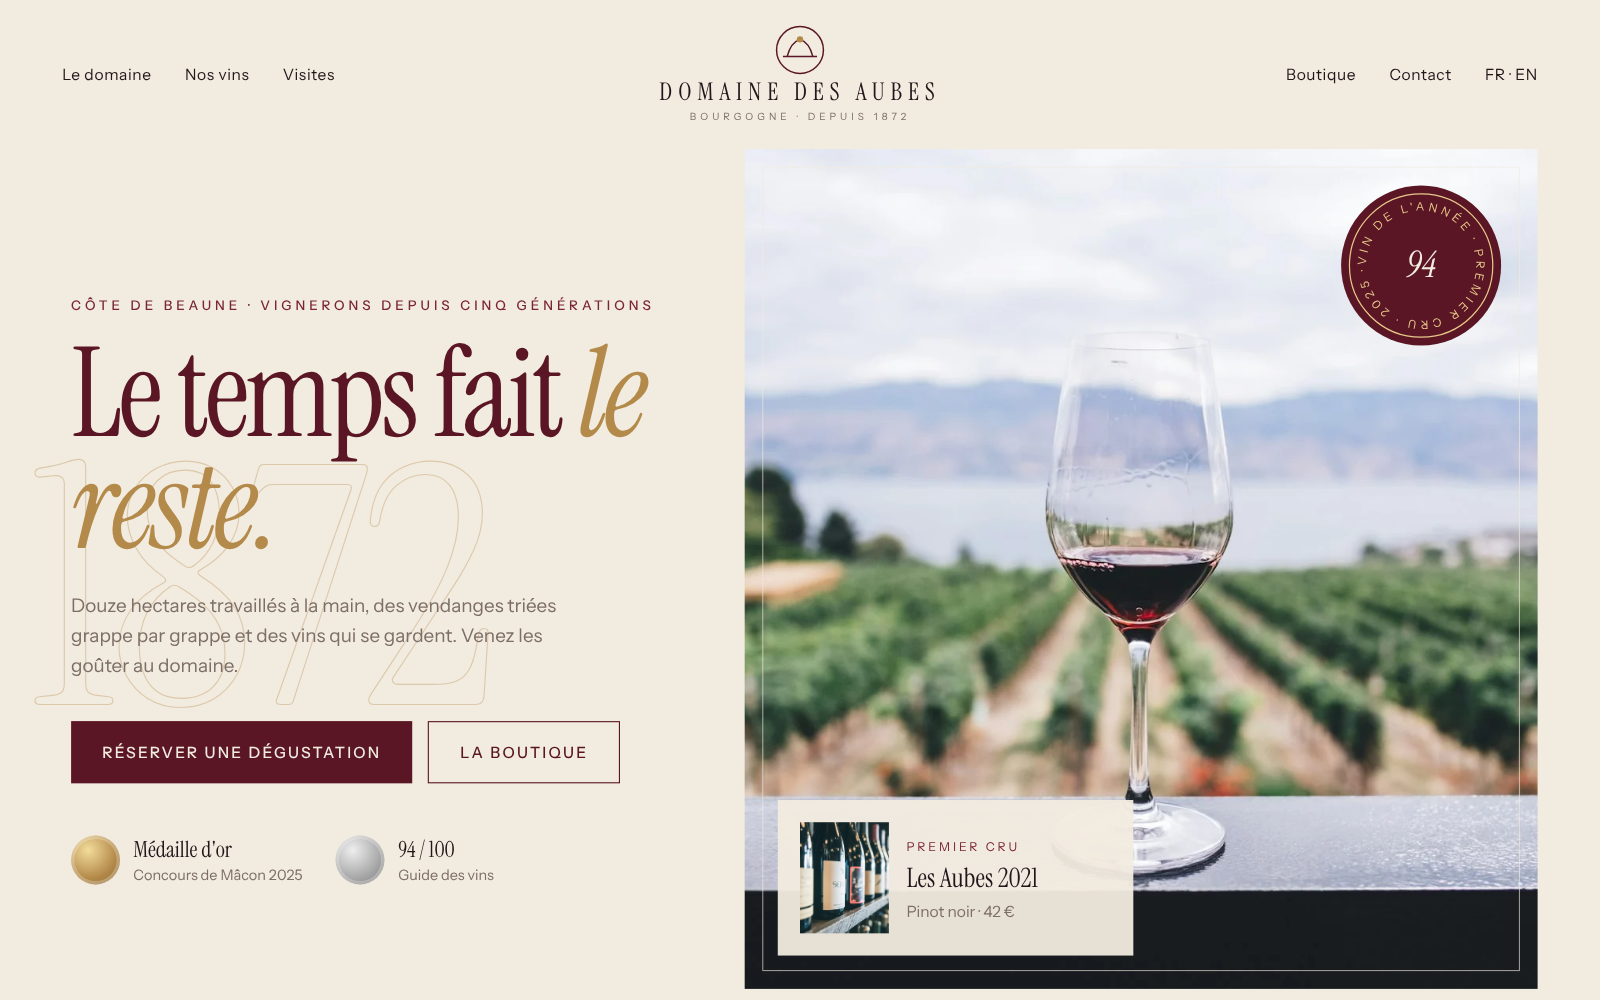 Le domaine
Nos vins
Visites
DOMAINE DES AUBES
BOURGOGNE · DEPUIS 1872
Boutique
Contact
FR · EN
CÔTE DE BEAUNE · VIGNERONS DEPUIS CINQ GÉNÉRATIONS
Le temps fait le
reste.
1872
Douze hectares travaillés à la main, des vendanges triées
grappe par grappe et des vins qui se gardent. Venez les
goûter au domaine.
RÉSERVER UNE DÉGUSTATION
LA BOUTIQUE
Médaille d'or
Concours de Mâcon 2025
94 / 100
Guide des vins
VIN DE L'ANNÉE · PREMIER CRU · 2025 ·
94
PREMIER CRU
Les Aubes 2021
Pinot noir · 42 €